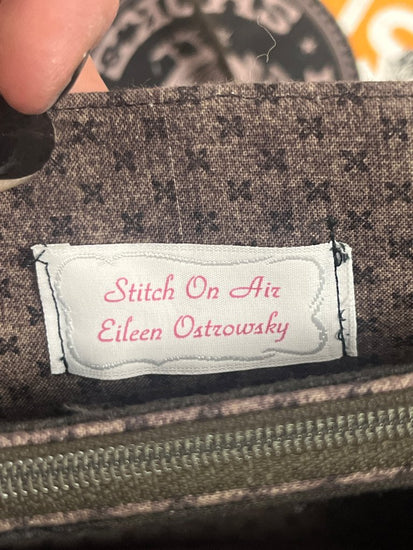 Stitch On Air
Eileen Ostrowsky